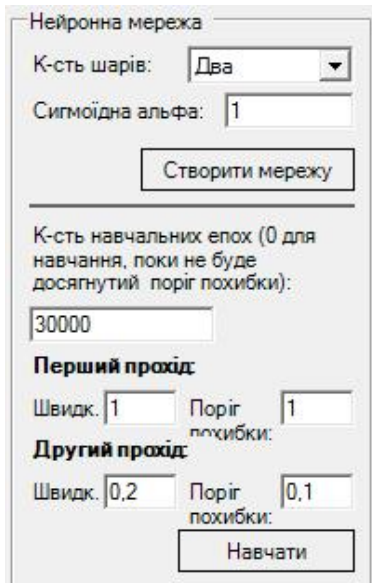 Нейронна мережа
К-сть шарів: Два
Сигмоїдна альфа: 1
Створити мережу
К-сть навчальних епох (0 для
навчання, поки не буде
досягнутий поріг похибки):
30000
Перший прохід:
Швидк. 1 Поріг 1
похибки:
Другий прохід:
Швидк. 0,2 Поріг 0,1
похибки:
Навчати